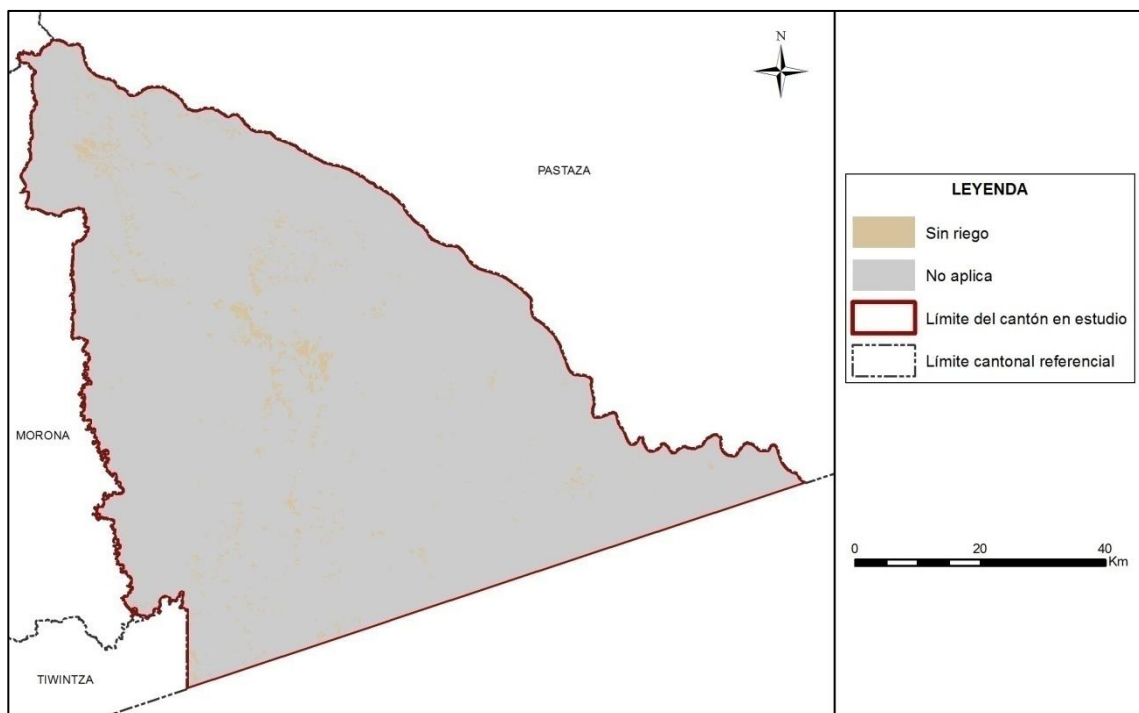 N
PASTAZA
MORONA
TIWINTZA
LEYENDA
Sin riego
No aplica
Límite del cantón en estudio
Límite cantonal referencial
0 20 40
Km